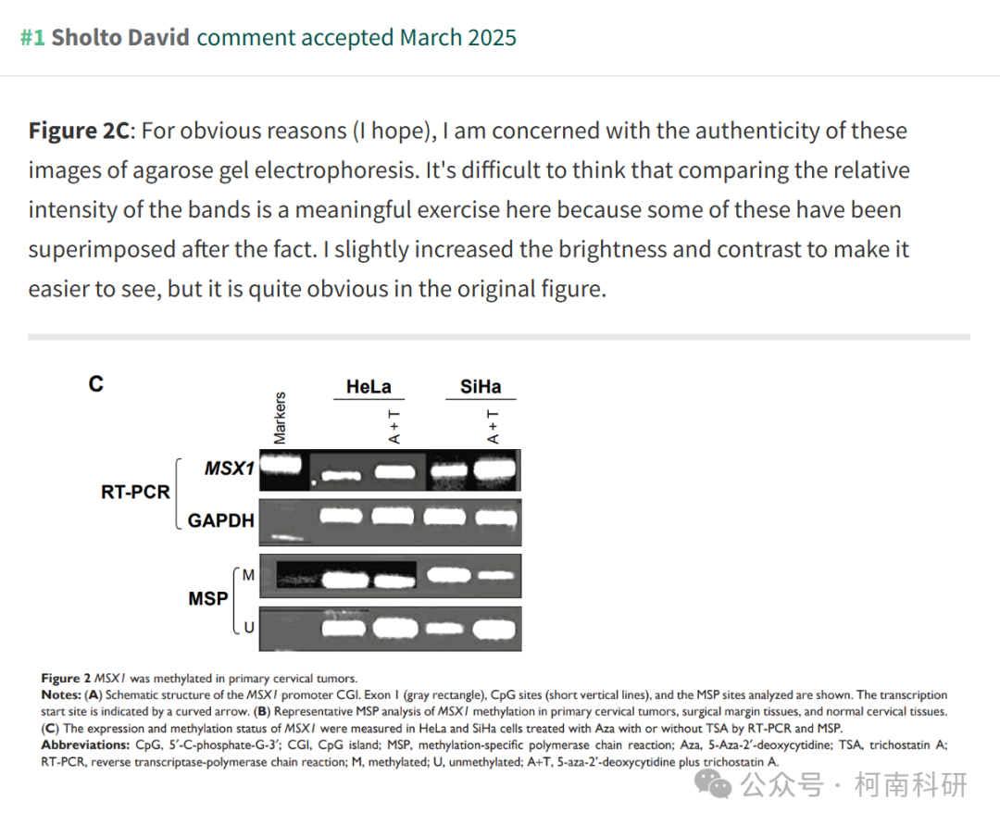 #1 Sholto David comment accepted March 2025
Figure 2C: For obvious reasons (I hope), I am concerned with the authenticity of these
images of agarose gel electrophoresis. It's difficult to think that comparing the relative
intensity of the bands is a meaningful exercise here because some of these have been
superimposed after the fact. I slightly increased the brightness and contrast to make it
easier to see, but it is quite obvious in the original figure.
C
HeLa
SiHa
Markers
A + T
A + T
RT-PCR
MSX1
GAPDH
MSP
M
U
Figure 2 MSX1 was methylated in primary cervical tumors.
Notes: (A) Schematic structure of the MSX1 promoter CGI. Exon 1 (gray rectangle), CpG sites (short vertical lines), and the MSP sites analyzed are shown. The transcription
start site is indicated by a curved arrow. (B) Representative MSP analysis of MSX1 methylation in primary cervical tumors, surgical margin tissues, and normal cervical tissues.
(C) The expression and methylation status of MSX1 were measured in HeLa and SiHa cells treated with Aza with or without TSA by RT-PCR and MSP.
Abbreviations: CpG, 5′-C-phosphate-G-3′; CGI, CpG island; MSP, methylation-specific polymerase chain reaction; Aza, 5-Aza-2′-deoxycytidine; TSA, trichostatin A;
RT-PCR, reverse transcriptase-polymerase chain reaction; M, methylated; U, unmethylated; A+T, 5-aza-2′-deoxycytidine plus trichostatin A.
公众号 · 柯南科研